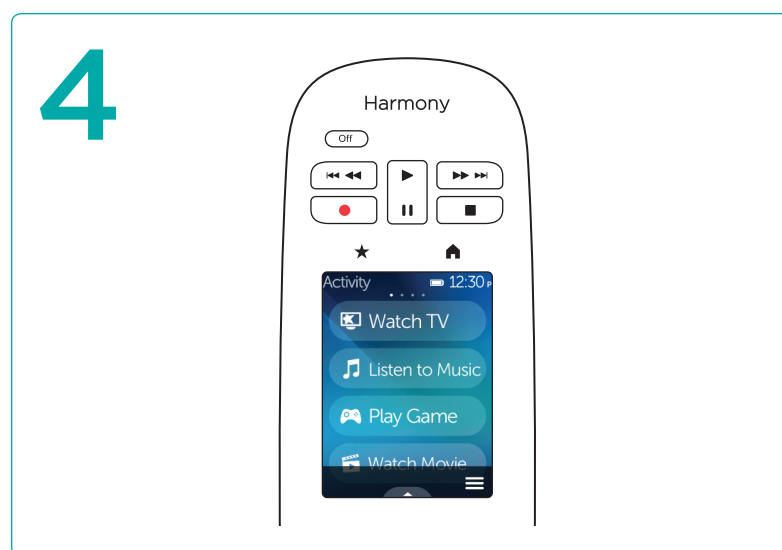 4
Harmony
Off
Activity 12:30 P
Watch TV
Listen to Music
Play Game
Watch Movie